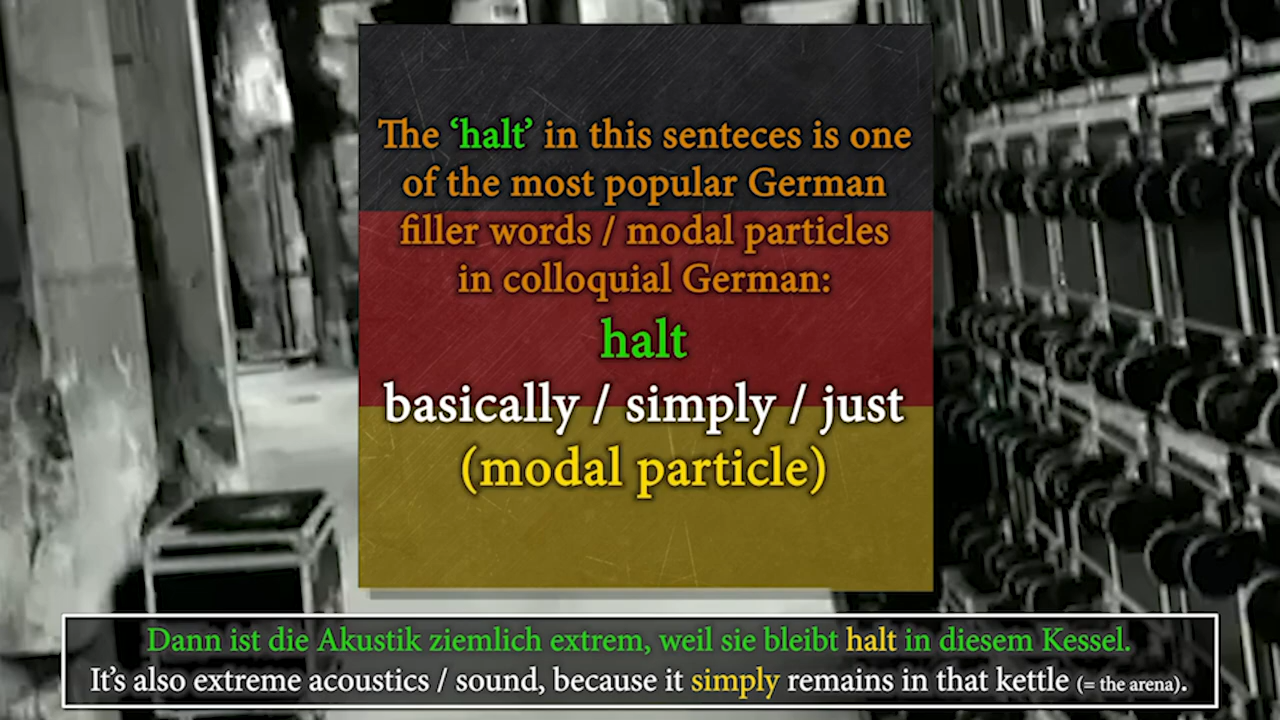 The ‘halt’ in this senteces is one
of the most popular German
filler words / modal particles
in colloquial German:
halt
basically / simply / just
(modal particle)
Dann ist die Akustik ziemlich extrem, weil sie bleibt halt in diesem Kessel.
It’s also extreme acoustics / sound, because it simply remains in that kettle (= the arena).